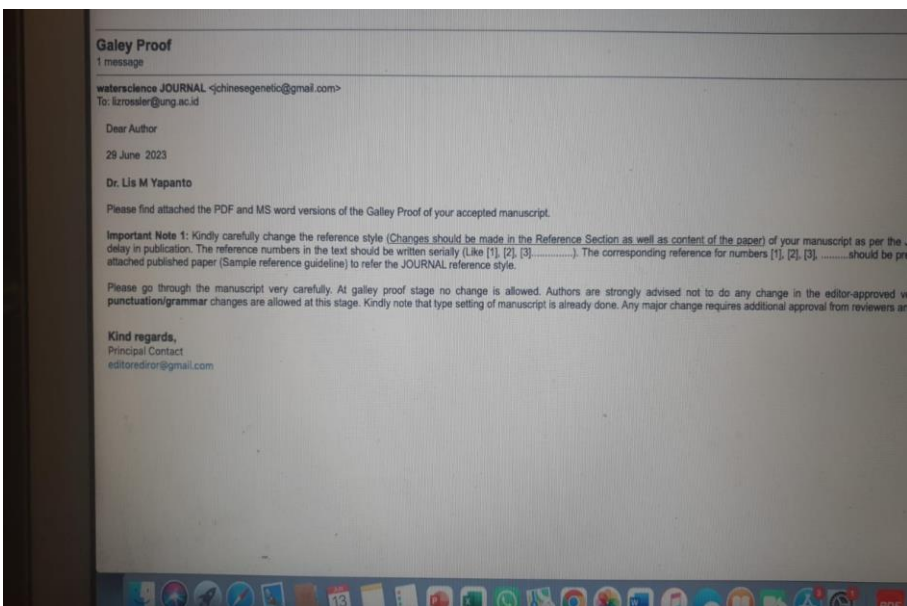 Galey Proof
1 message
waterscience JOURNAL <jchinesegenetic@gmail.com>
To: lizrossler@ung.ac.id
Dear Author
29 June 2023
Dr. Lis M Yapanto
Please find attached the PDF and MS word versions of the Galley Proof of your accepted manuscript.
Important Note 1: Kindly carefully change the reference style (Changes should be made in the Reference Section as well as content of the paper) of your manuscript as per the
delay in publication. The reference numbers in the text should be written serially (Like [1], [2], [3]..............). The corresponding reference for numbers [1], [2], [3], .........should be
attached published paper (Sample reference guideline) to refer the JOURNAL reference style.
Please go through the manuscript very carefully. At galley proof stage no change is allowed. Authors are strongly advised not to do any change in the editor-approved
punctuation/grammar changes are allowed at this stage. Kindly note that type setting of manuscript is already done. Any major change requires additional approval from reviewers
Kind regards,
Principal Contact
editorediror@gmail.com
13